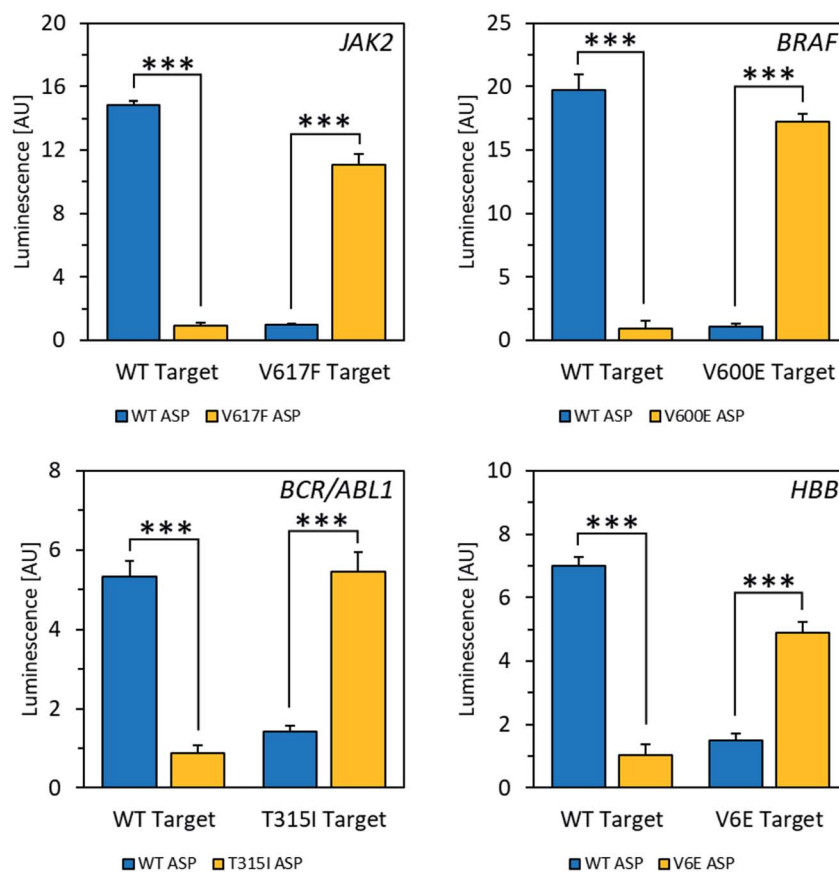 JAK2
Luminescence [AU]
20
16
12
8
4
0
***
***
WT Target
V617F Target
WT ASP
V617F ASP
BRAF
Luminescence [AU]
25
20
15
10
5
0
***
***
WT Target
V600E Target
WT ASP
V600E ASP
BCR/ABL1
Luminescence [AU]
8
6
4
2
0
***
***
WT Target
T315I Target
WT ASP
T315I ASP
HBB
Luminescence [AU]
10
8
6
4
2
0
***
***
WT Target
V6E Target
WT ASP
V6E ASP